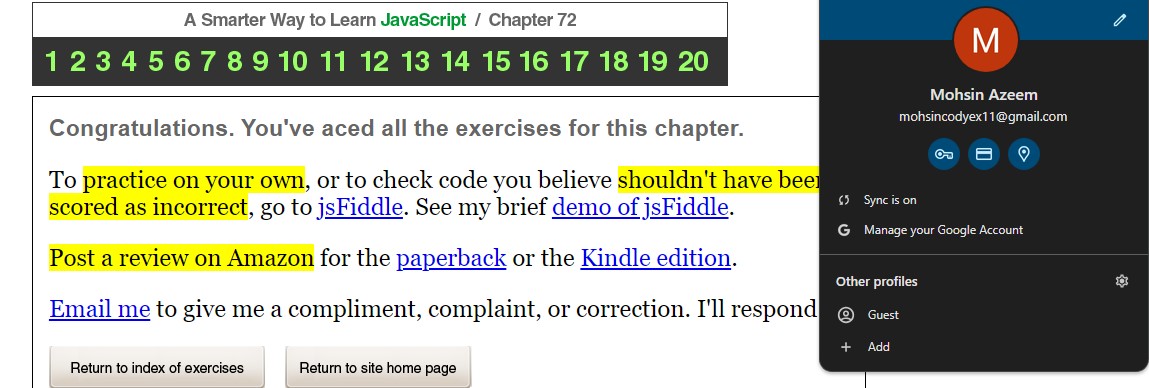 A Smarter Way to Learn JavaScript / Chapter 72
1 2 3 4 5 6 7 8 9 10 11 12 13 14 15 16 17 18 19 20
Congratulations. You've aced all the exercises for this chapter.
To practice on your own, or to check code you believe shouldn't have been
scored as incorrect, go to jsFiddle. See my brief demo of jsFiddle.
Post a review on Amazon for the paperback or the Kindle edition.
Email me to give me a compliment, complaint, or correction. I'll respond
Return to index of exercises
Return to site home page
M
Mohsin Azeem
mohsincodyex11@gmail.com
Sync is on
G Manage your Google Account
Other profiles
Guest
+ Add